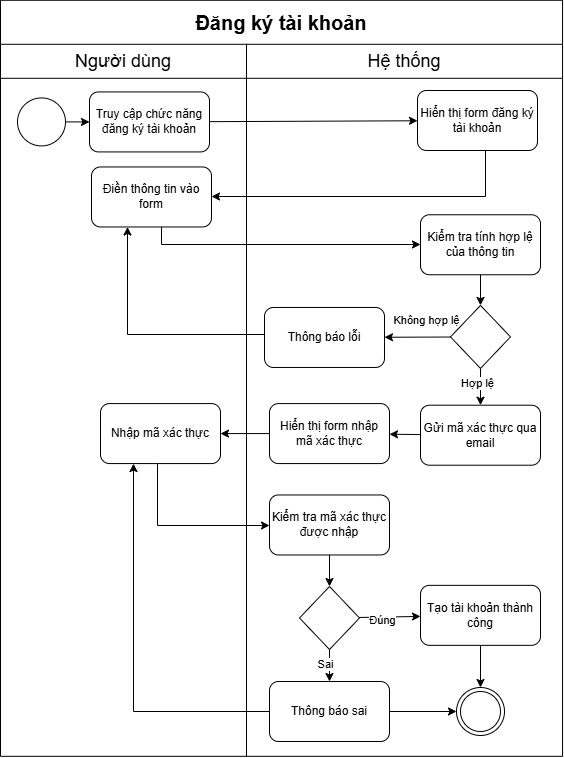 Đăng ký tài khoản
Người dùng
Hệ thống
Truy cập chức năng
đăng ký tài khoản
Hiển thị form đăng ký
tài khoản
Điền thông tin vào
form
Kiểm tra tính hợp lệ
của thông tin
Không hợp lệ
Thông báo lỗi
Hợp lệ
Nhập mã xác thực
Hiển thị form nhập
mã xác thực
Gửi mã xác thực qua
email
Kiểm tra mã xác thực
được nhập
Đúng
Tạo tài khoản thành
công
Sai
Thông báo sai